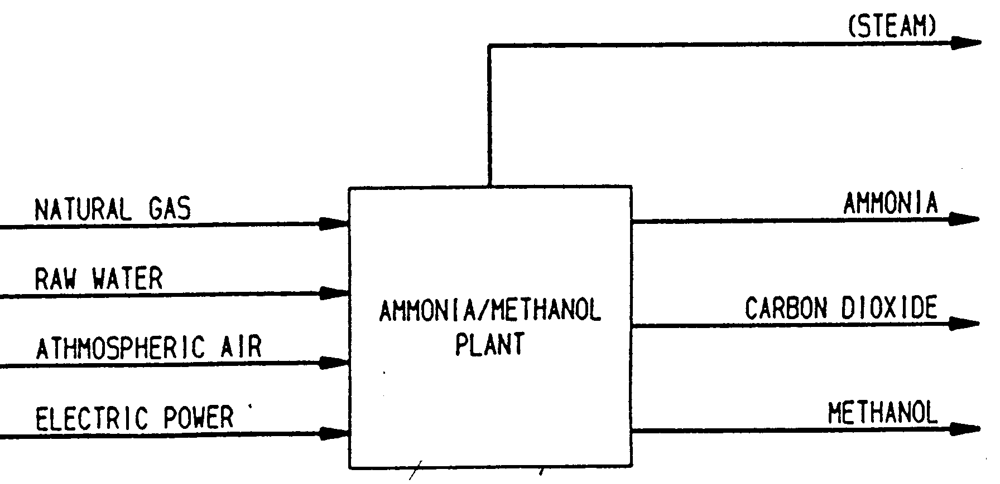 (STEAM)
NATURAL GAS
RAW WATER
ATHMOSPHERIC AIR
ELECTRIC POWER
AMMONIA/METHANOL
PLANT
AMMONIA
CARBON DIOXIDE
METHANOL